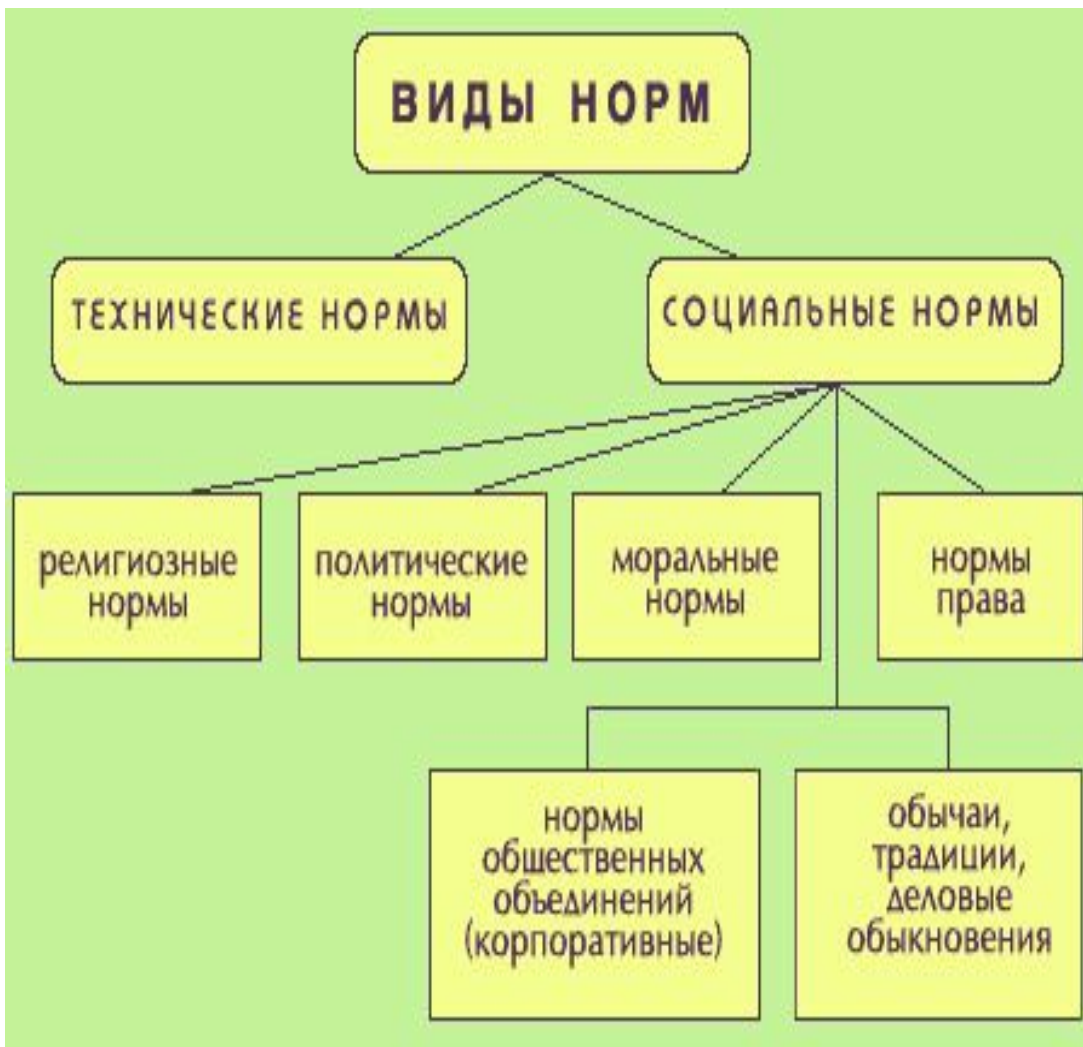 ВИДЫ НОРМ
ТЕХНИЧЕСКИЕ НОРМЫ
СОЦИАЛЬНЫЕ НОРМЫ
религиозные
нормы
политические
нормы
моральные
нормы
нормы
права
нормы
общественных
объединений
(корпоративные)
обычаи,
традиции,
деловые
обыкновения